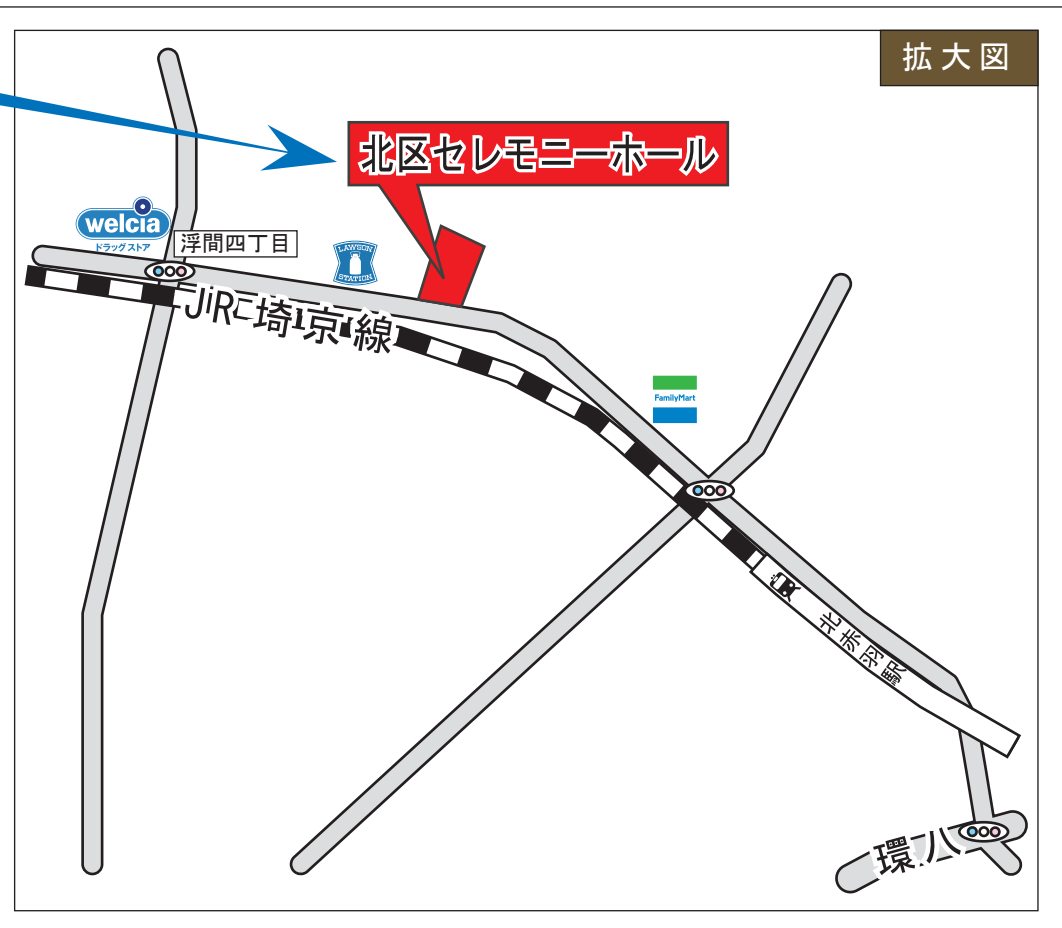 拡大図
北区セレモニーホール
welcia
ドラッグストア
浮間四丁目
LAWSON
STATION
JR埼京線
FamilyMart
北赤羽駅
環八